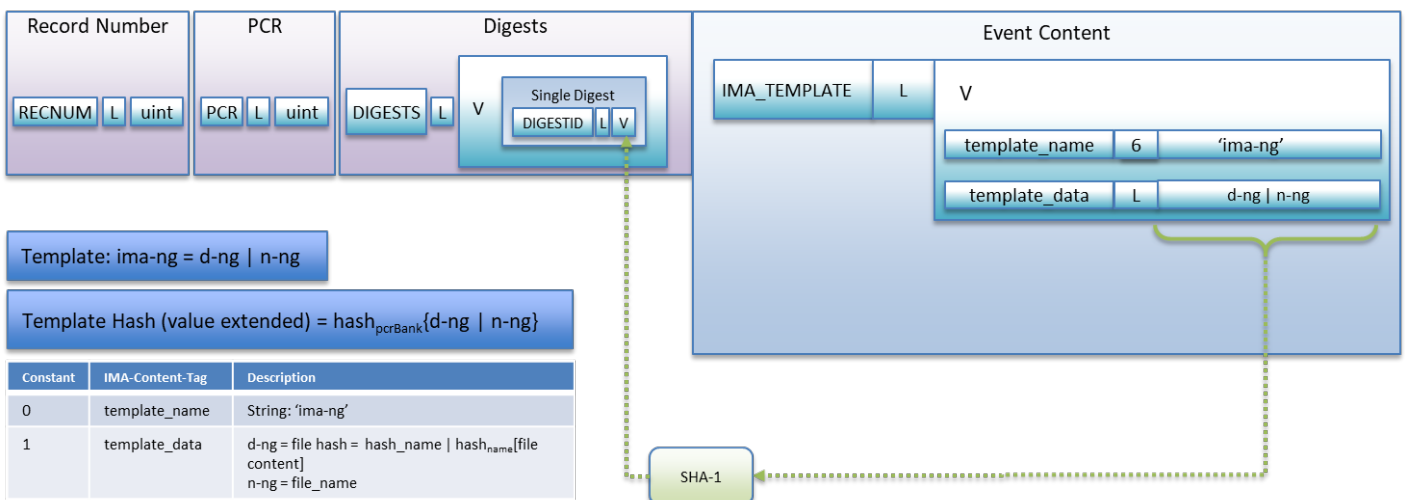 Record Number
PCR
Digests
Event Content
RECNUM L uint
PCR L uint
DIGESTS L
V
Single Digest
DIGESTID L V
IMA_TEMPLATE L
V
template_name 6 ‘ima-ng’
template_data L d-ng | n-ng
Template: ima-ng = d-ng | n-ng
Template Hash (value extended) = hashpcrBank{d-ng | n-ng}
Constant IMA-Content-Tag Description
0 template_name String: ‘ima-ng’
1 template_data d-ng = file hash = hash_name | hashname[file
content]
n-ng = file_name
SHA-1